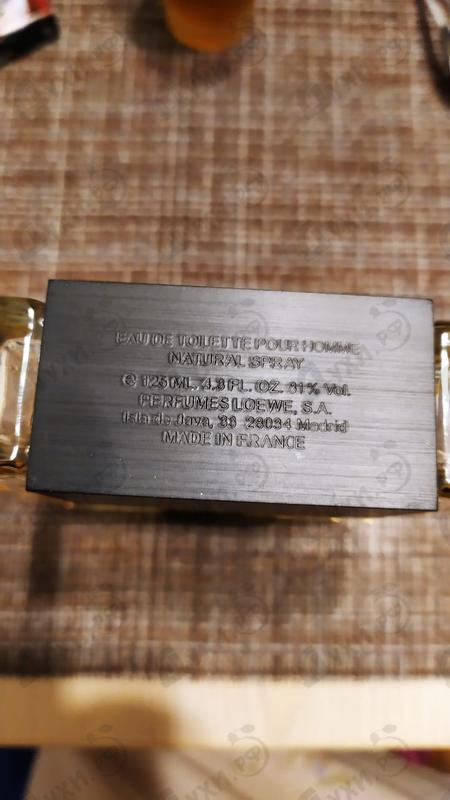 EAU DE TOILETTE POUR HOMME
NATURAL SPRAY
℮ 125 ML. 4.3 FL. OZ. 81% Vol.
PERFUMES LOEWE, S.A.
Isla de Java, 33 28034 Madrid
MADE IN FRANCE